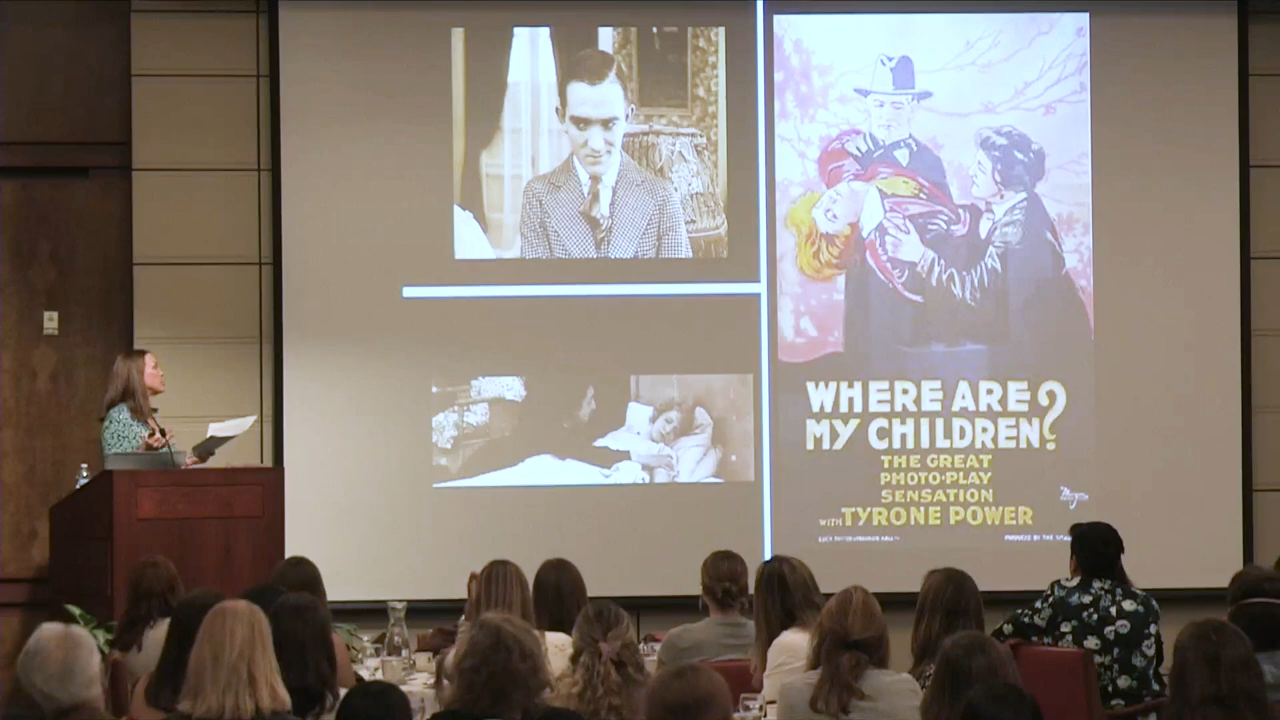 WHERE ARE
MY CHILDREN?
THE GREAT
PHOTO-PLAY
SENSATION
WITH TYRONE POWER